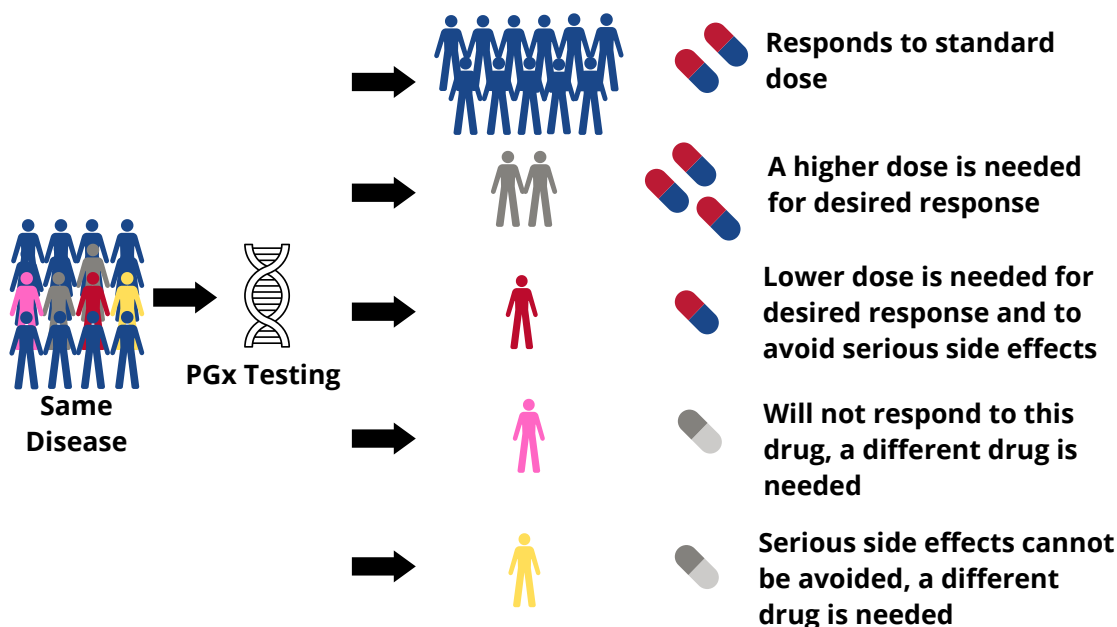 Responds to standard
dose
A higher dose is needed
for desired response
Lower dose is needed for
desired response and to
avoid serious side effects
PGx Testing
Same
Disease
Will not respond to this
drug, a different drug is
needed
Serious side effects cannot
be avoided, a different
drug is needed